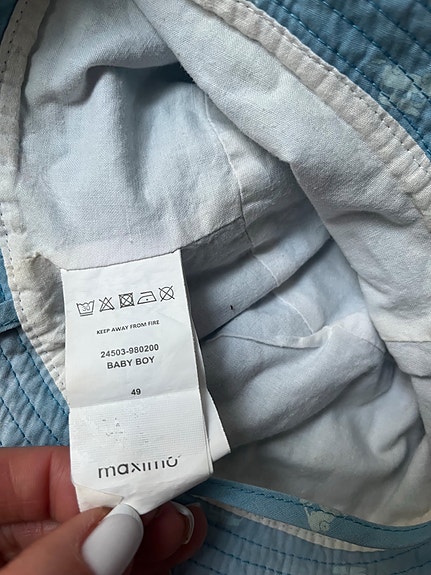 KEEP AWAY FROM FIRE
24503-980200
BABY BOY
49
maximo